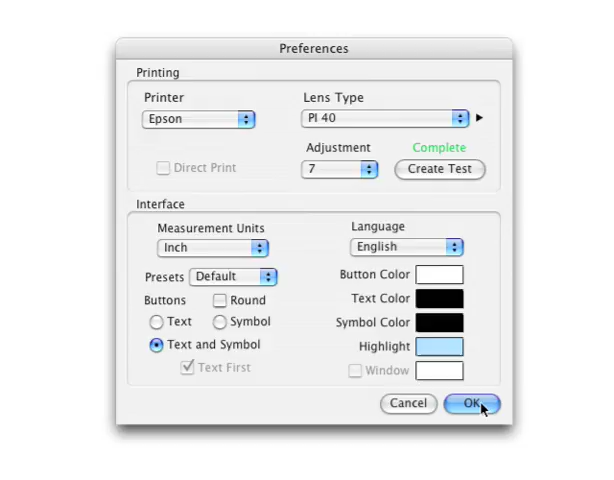 Preferences
Printing
Printer
Lens Type
Epson
PI 40
Adjustment
Complete
Direct Print
7
Create Test
Interface
Measurement Units
Language
Inch
English
Presets
Default
Button Color
Buttons
Round
Text Color
Text
Symbol
Symbol Color
Text and Symbol
Highlight
Text First
Window
Cancel
OK